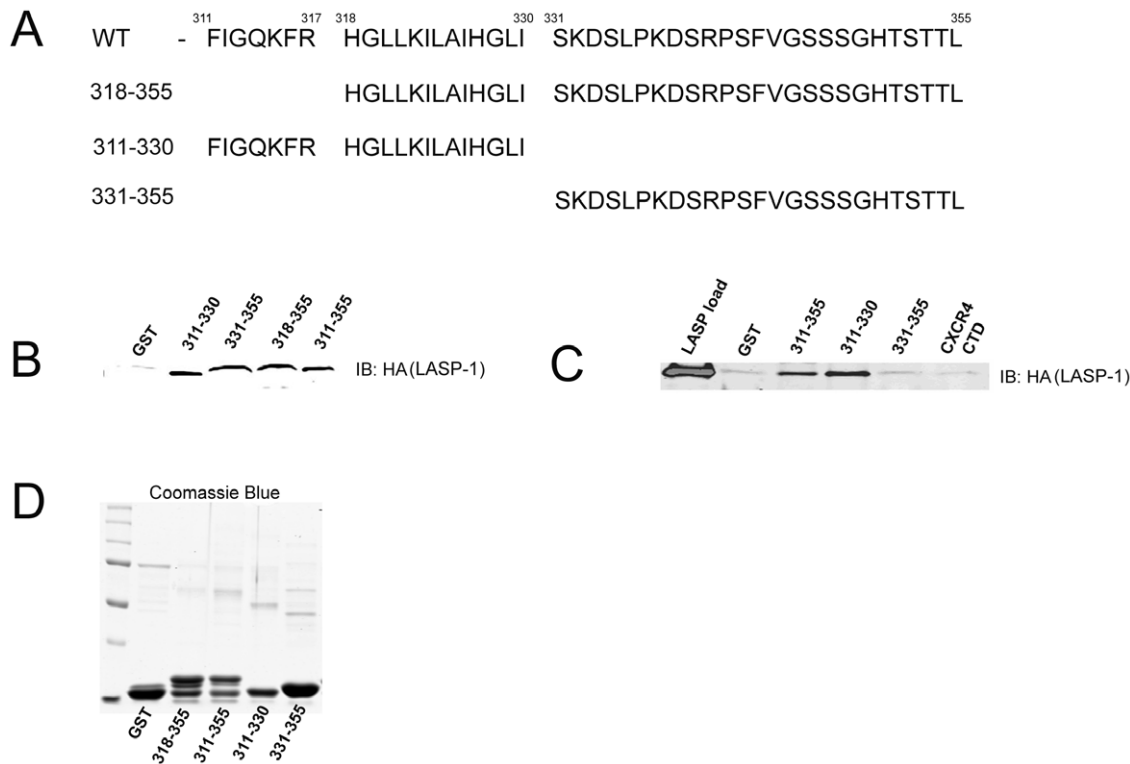 A
311 317 318 330 331 355
WT - FIGQKFR HGLLKILAIHGLI SKDSLPKDSRPSFVGSSSGHTSTTL
318-355 HGLLKILAIHGLI SKDSLPKDSRPSFVGSSSGHTSTTL
311-330 FIGQKFR HGLLKILAIHGLI
331-355 SKDSLPKDSRPSFVGSSSGHTSTTL
B
GST 311-330 331-355 318-355 311-355
IB: HA(LASP-1)
C
LASP load GST 311-355 311-330 331-355 CXCR4 CTD
IB: HA(LASP-1)
D
Coomassie Blue
GST 318-355 311-355 311-330 331-355